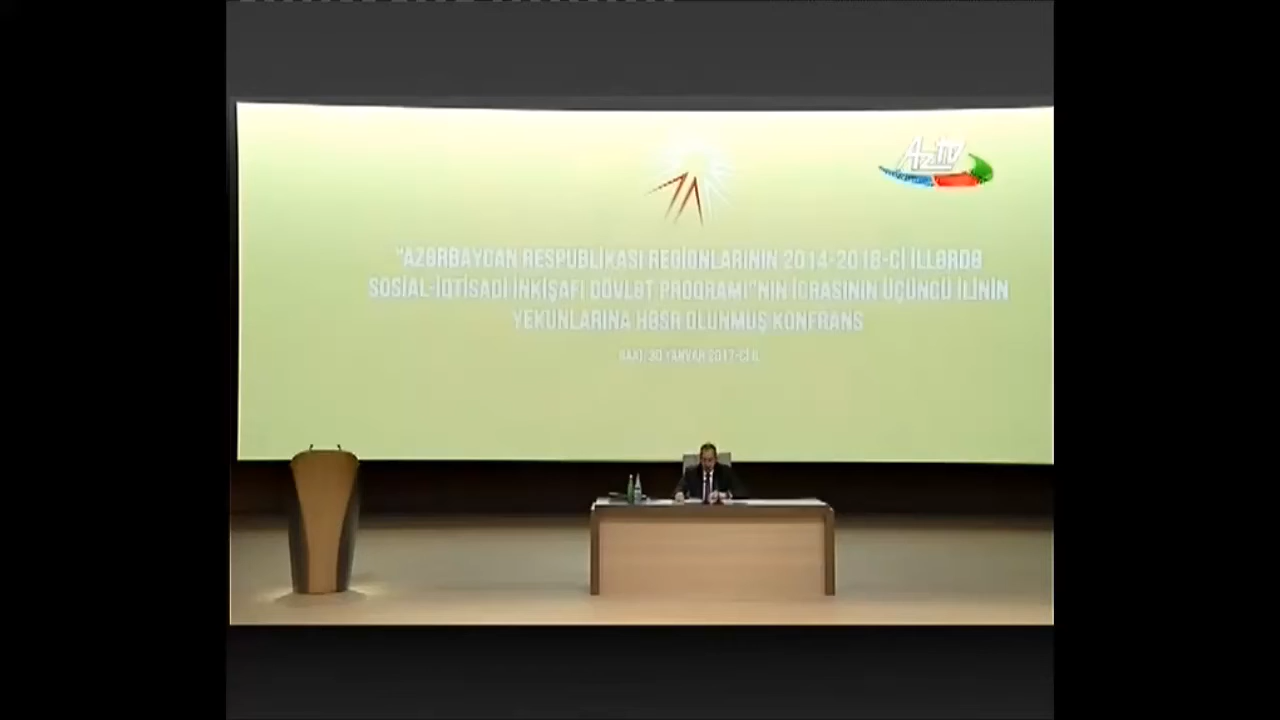 AzTV
"AZƏRBAYCAN RESPUBLİKASI REGİONLARININ 2014-2018-Cİ İLLƏRDƏ
SOSİAL-İQTİSADİ İNKİŞAFI DÖVLƏT PROQRAMI"NIN İCRASININ ÜÇÜNCÜ İLİNİN
YEKUNLARINA HƏSR OLUNMUŞ KONFRANS
BAKI, 30 YANVAR 2017-Cİ İL